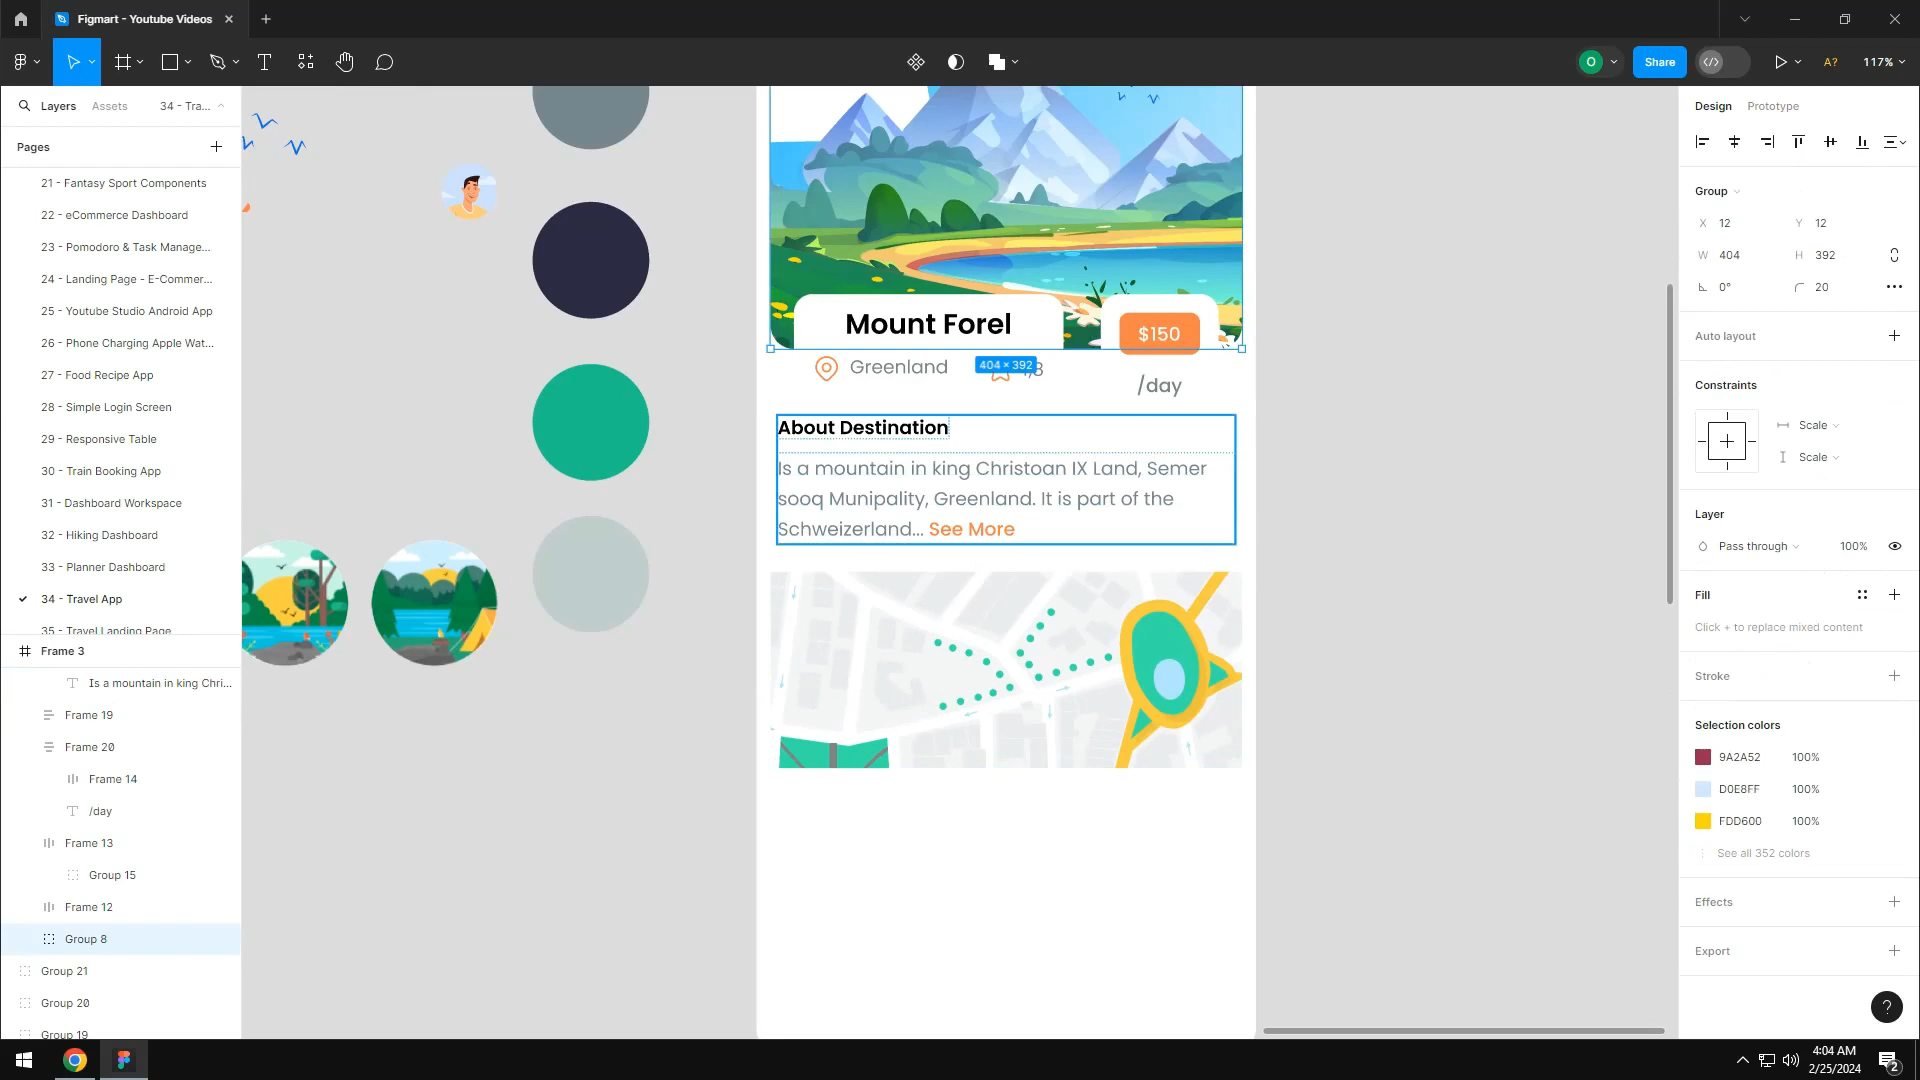 Figmart - Youtube Videos
Share
A?
117%
O
Layers
Assets
34 - Tra...
Pages
21 - Fantasy Sport Components
22 - eCommerce Dashboard
23 - Pomodoro & Task Manage...
24 - Landing Page - E-Commer...
25 - Youtube Studio Android App
26 - Phone Charging Apple Wat...
27 - Food Recipe App
28 - Simple Login Screen
29 - Responsive Table
30 - Train Booking App
31 - Dashboard Workspace
32 - Hiking Dashboard
33 - Planner Dashboard
34 - Travel App
35 - Travel Landing Page
Frame 3
Is a mountain in king Chri...
Frame 19
Frame 20
Frame 14
/day
Frame 13
Group 15
Frame 12
Group 8
Group 21
Group 20
Group 19
Mount Forel
$150
Greenland
404 × 392
/day
About Destination
Is a mountain in king Christoan IX Land, Semer
sooq Munipality, Greenland. It is part of the
Schweizerland... See More
Design
Prototype
Group
X 12
Y 12
W 404
H 392
0°
20
Auto layout
Constraints
Scale
Scale
Layer
Pass through
100%
Fill
Click + to replace mixed content
Stroke
Selection colors
9A2A52 100%
D0E8FF 100%
FDD600 100%
See all 352 colors
Effects
Export
?
4:04 AM
2/25/2024
2